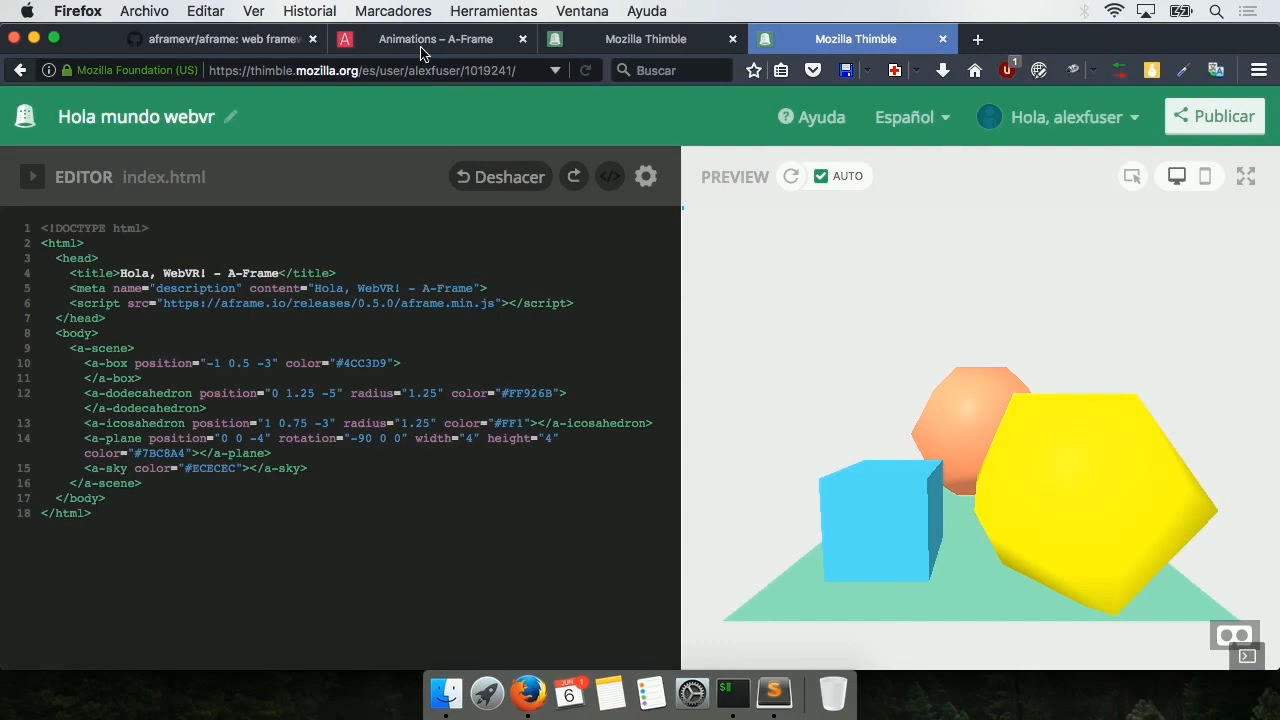 Firefox Archivo Editar Ver Historial Marcadores Herramientas Ventana Ayuda
aframevr/aframe: web framew
A Animations – A-Frame
Mozilla Thimble
Mozilla Thimble
Mozilla Foundation (US) https://thimble.mozilla.org/es/user/alexfuser/1019241/ Buscar
1
Hola mundo webvr
Ayuda Español Hola, alexfuser Publicar
EDITOR index.html Deshacer </>
PREVIEW AUTO
1 <!DOCTYPE html>
2 <html>
3 <head>
4 <title>Hola, WebVR! - A-Frame</title>
5 <meta name="description" content="Hola, WebVR! - A-Frame">
6 <script src="https://aframe.io/releases/0.5.0/aframe.min.js"></script>
7 </head>
8 <body>
9 <a-scene>
10 <a-box position="-1 0.5 -3" color="#4CC3D9">
11 </a-box>
12 <a-dodecahedron position="0 1.25 -5" radius="1.25" color="#FF926B">
</a-dodecahedron>
13 <a-icosahedron position="1 0.75 -3" radius="1.25" color="#FF1"></a-icosahedron>
14 <a-plane position="0 0 -4" rotation="-90 0 0" width="4" height="4"
color="#7BC8A4"></a-plane>
15 <a-sky color="#ECECEC"></a-sky>
16 </a-scene>
17 </body>
18 </html>
JUN 1
6
$
S